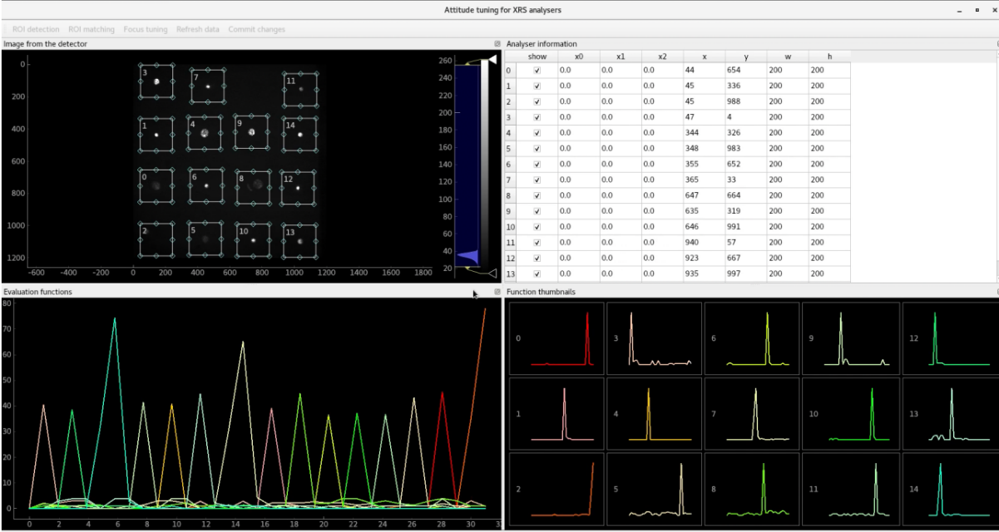 Attitude tuning for XRS analysers
ROI detection ROI matching Focus tuning Refresh data Commit changes
Image from the detector
0
200
400
600
800
1000
1200
-600 -400 -200 0 200 400 600 800 1000 1200 1400 1600 1800
3
7
11
1
4
9
14
0
6
8
12
2
5
10
13
260
240
220
200
180
160
140
120
100
80
60
40
20
Analyser information
show x0 x1 x2 x y w h
0 0.0 0.0 0.0 44 654 200 200
1 0.0 0.0 0.0 45 336 200 200
2 0.0 0.0 0.0 45 988 200 200
3 0.0 0.0 0.0 47 4 200 200
4 0.0 0.0 0.0 344 326 200 200
5 0.0 0.0 0.0 348 983 200 200
6 0.0 0.0 0.0 355 652 200 200
7 0.0 0.0 0.0 365 33 200 200
8 0.0 0.0 0.0 647 664 200 200
9 0.0 0.0 0.0 635 319 200 200
10 0.0 0.0 0.0 646 991 200 200
11 0.0 0.0 0.0 940 57 200 200
12 0.0 0.0 0.0 923 667 200 200
13 0.0 0.0 0.0 935 997 200 200
Evaluation functions
80
70
60
50
40
30
20
10
0
0 2 4 6 8 10 12 14 16 18 20 22 24 26 28 30
Function thumbnails
0 3 6 9 12
1 4 7 10 13
2 5 8 11 14